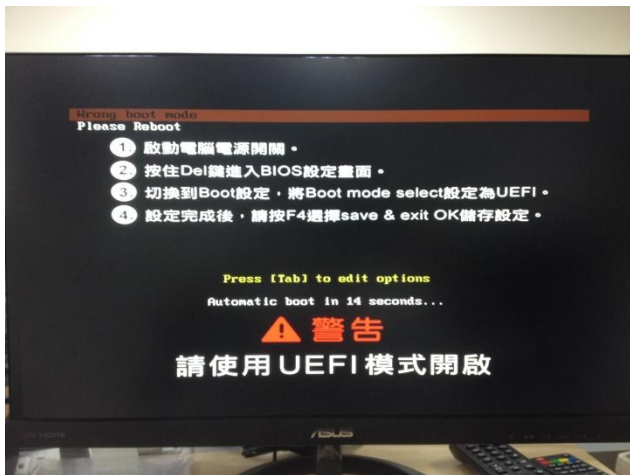 Wrong boot mode
Please Reboot
1. 啟動電腦電源開關。
2. 按住Del鍵進入BIOS設定畫面。
3. 切換到Boot設定,將Boot mode select設定為UEFI。
4. 設定完成後,請按F4選擇save & exit OK儲存設定。
Press [Tab] to edit options
Automatic boot in 14 seconds...
警告
請使用UEFI模式開啟
ASUS